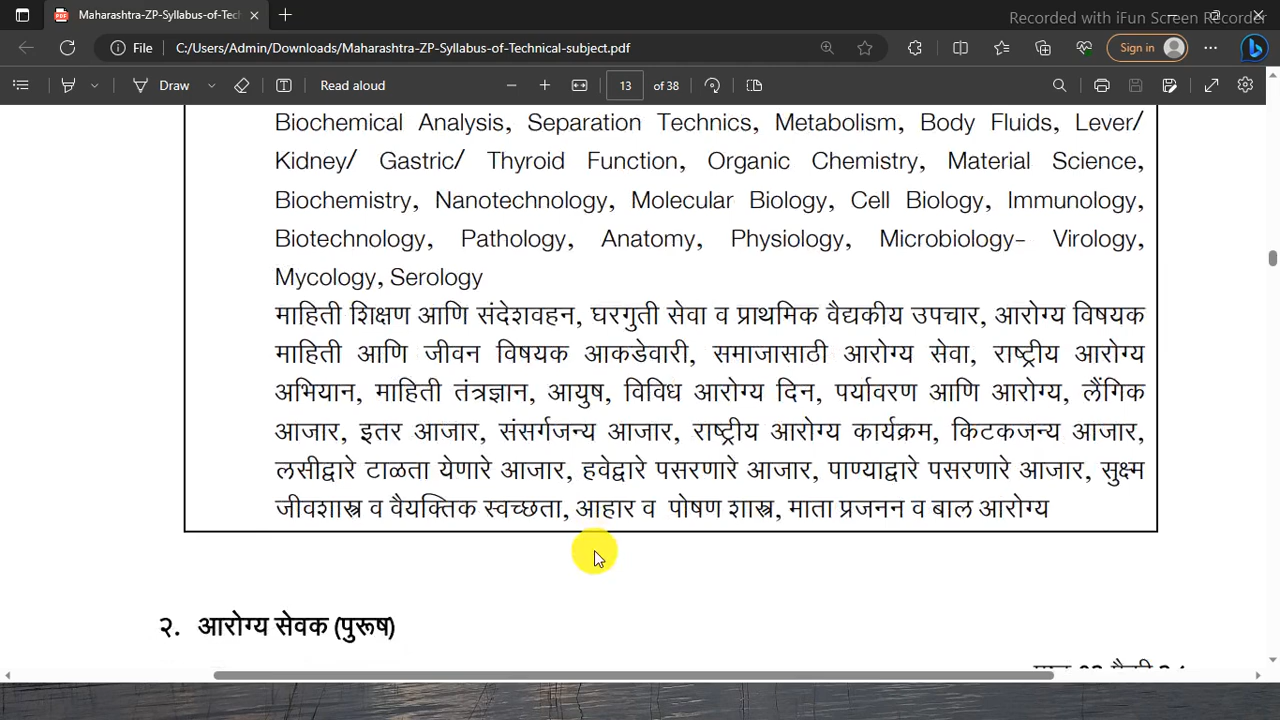 Maharashtra-ZP-Syllabus-of-Tec
Recorded with iFun Screen Recorder
File C:/Users/Admin/Downloads/Maharashtra-ZP-Syllabus-of-Technical-subject.pdf
Sign in
Draw
Read aloud
13 of 38
Biochemical Analysis, Separation Technics, Metabolism, Body Fluids, Lever/
Kidney/ Gastric/ Thyroid Function, Organic Chemistry, Material Science,
Biochemistry, Nanotechnology, Molecular Biology, Cell Biology, Immunology,
Biotechnology, Pathology, Anatomy, Physiology, Microbiology- Virology,
Mycology, Serology
माहिती शिक्षण आणि संदेशवहन, घरगुती सेवा व प्राथमिक वैद्यकीय उपचार, आरोग्य विषयक
माहिती आणि जीवन विषयक आकडेवारी, समाजासाठी आरोग्य सेवा, राष्ट्रीय आरोग्य
अभियान, माहिती तंत्रज्ञान, आयुष, विविध आरोग्य दिन, पर्यावरण आणि आरोग्य, लैंगिक
आजार, इतर आजार, संसर्गजन्य आजार, राष्ट्रीय आरोग्य कार्यक्रम, किटकजन्य आजार,
लसीद्वारे टाळता येणारे आजार, हवेद्वारे पसरणारे आजार, पाण्याद्वारे पसरणारे आजार, सुक्ष्म
जीवशास्त्र व वैयक्तिक स्वच्छता, आहार व पोषण शास्त्र, माता प्रजनन व बाल आरोग्य
२. आरोग्य सेवक (पुरूष)